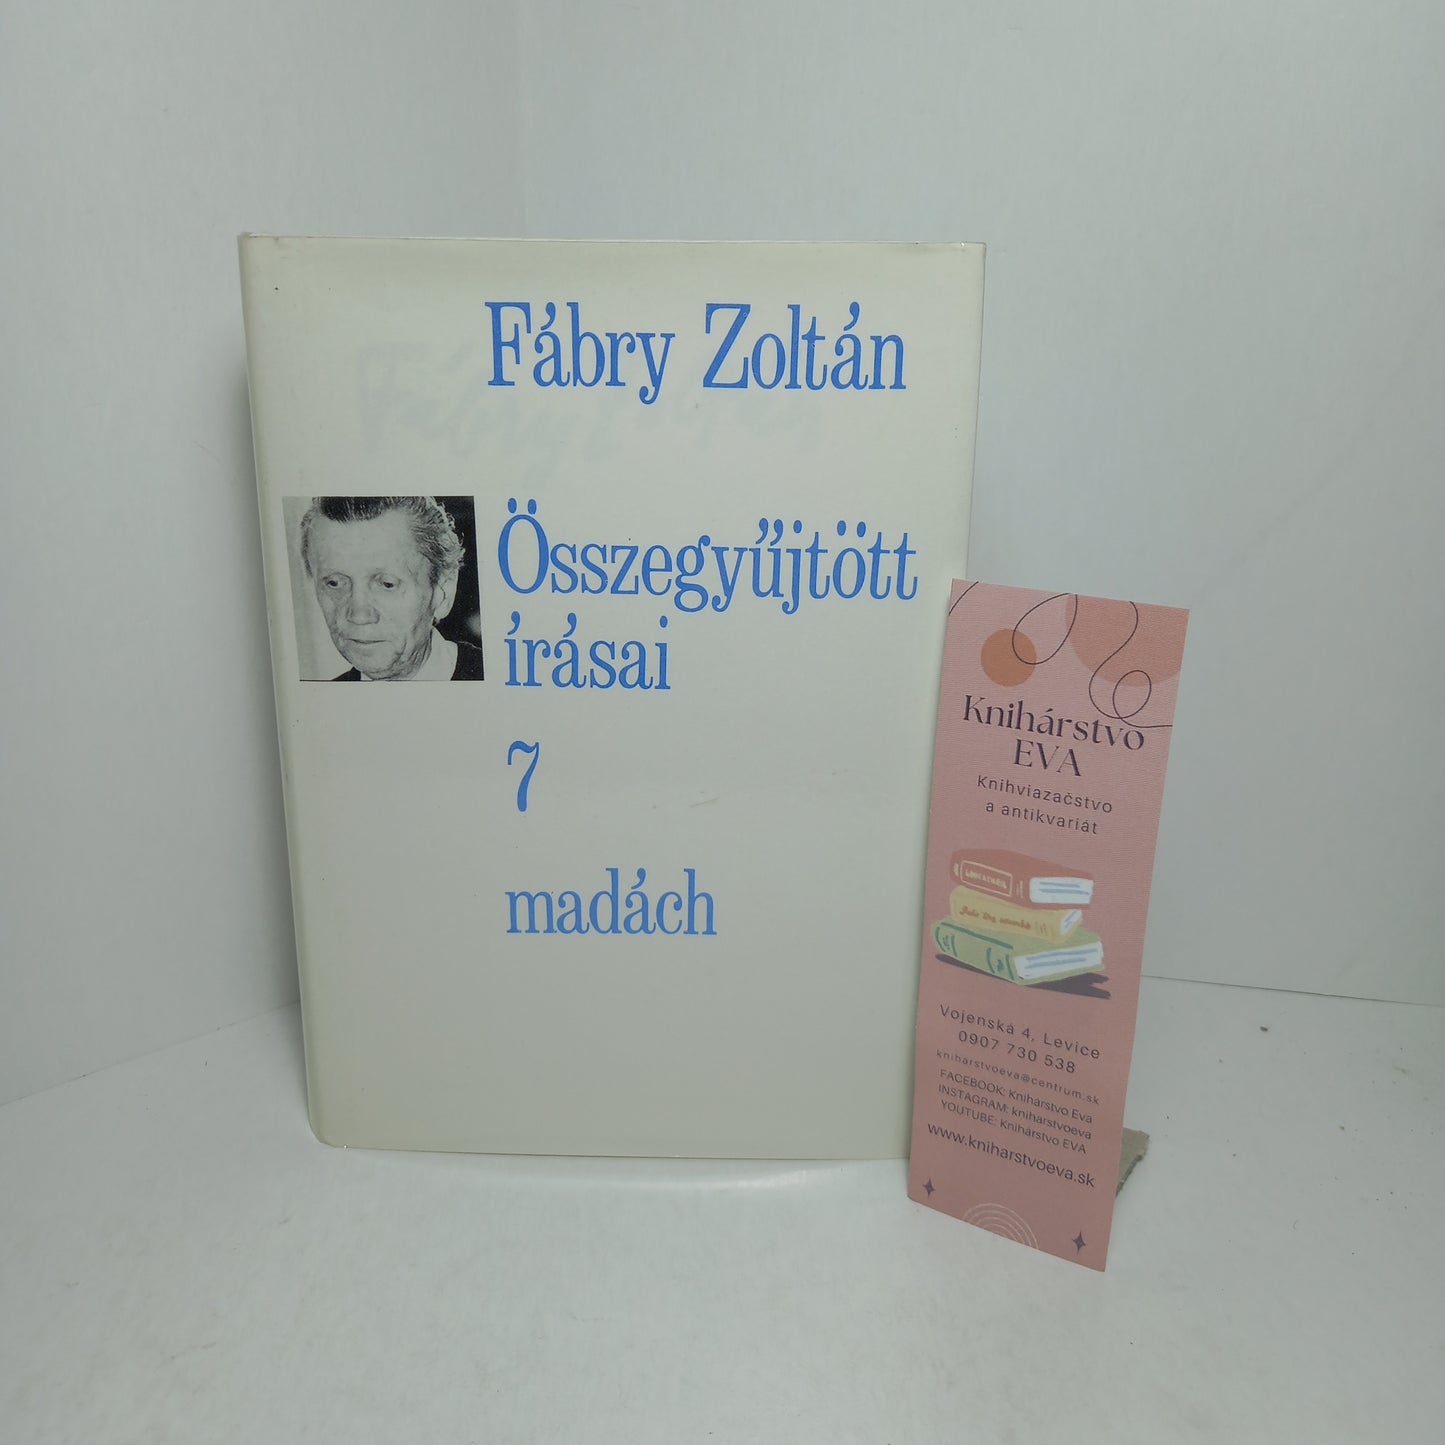 Fábry Zoltán
Összegyűjtött
írásai
7
madách
Knihárstvo
EVA
Knihviazačstvo
a antikvariát
Vojenská 4, Levice
0907 730 538
kniharstvoeva@centrum.sk
FACEBOOK: Knihárstvo Eva
INSTAGRAM: kniharstvoeva
YOUTUBE: Knihárstvo EVA
www.kniharstvoeva.sk